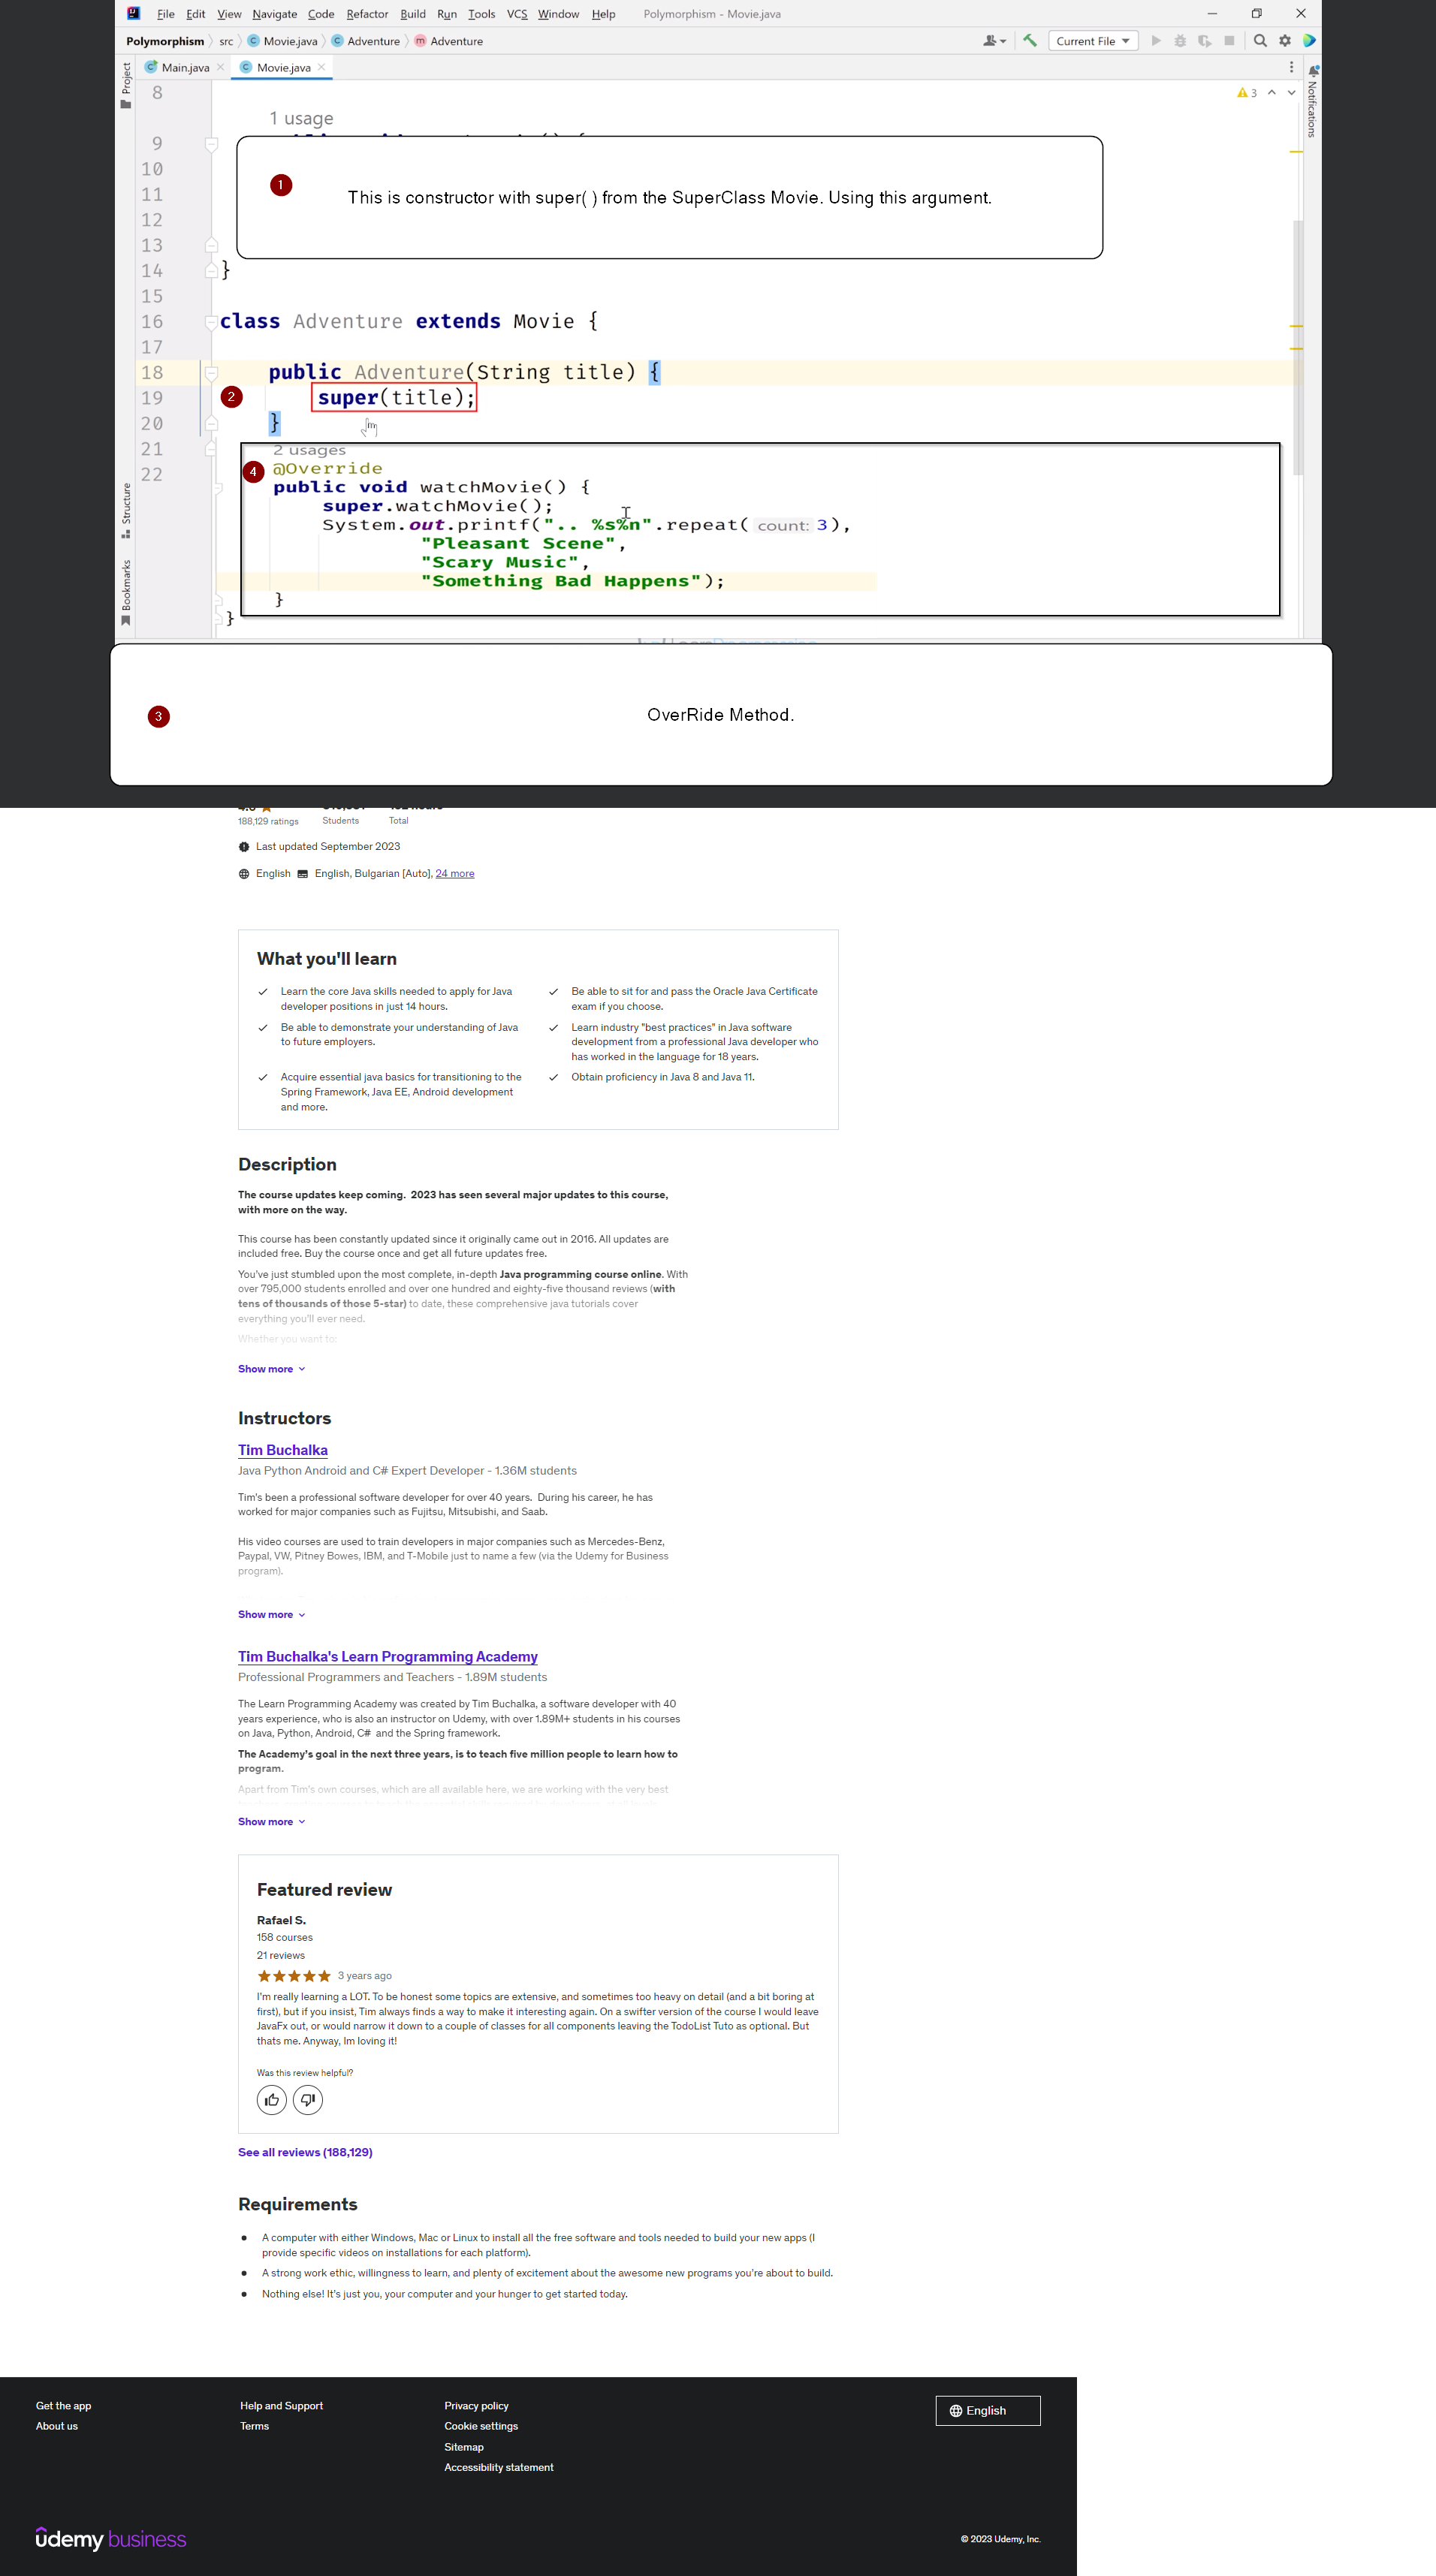 File Edit View Navigate Code Refactor Build Run Tools VCS Window Help Polymorphism - Movie.java
Polymorphism src Movie.java Adventure Adventure Current File
Main.java Movie.java
Project
Notifications
3
8
1 usage
9
1 This is constructor with super( ) from the SuperClass Movie. Using this argument.
10
11
12
13
14 }
15
16 class Adventure extends Movie {
17
18 public Adventure(String title) {
19 2 super(title);
20 }
21 2 usages
4 @Override
22
public void watchMovie() {
super.watchMovie();
System.out.printf(".. %s%n".repeat( count: 3),
"Pleasant Scene",
"Scary Music",
"Something Bad Happens");
}
}
Structure
Bookmarks
3 OverRide Method.
188,129 ratings Students Total
Last updated September 2023
English English, Bulgarian [Auto], 24 more
What you'll learn
Learn the core Java skills needed to apply for Java
developer positions in just 14 hours.
Be able to sit for and pass the Oracle Java Certificate
exam if you choose.
Be able to demonstrate your understanding of Java
to future employers.
Learn industry "best practices" in Java software
development from a professional Java developer who
has worked in the language for 18 years.
Acquire essential java basics for transitioning to the
Spring Framework, Java EE, Android development
and more.
Obtain proficiency in Java 8 and Java 11.
Description
The course updates keep coming. 2023 has seen several major updates to this course,
with more on the way.
This course has been constantly updated since it originally came out in 2016. All updates are
included free. Buy the course once and get all future updates free.
You've just stumbled upon the most complete, in-depth Java programming course online. With
over 795,000 students enrolled and over one hundred and eighty-five thousand reviews (with
tens of thousands of those 5-star) to date, these comprehensive java tutorials cover
everything you'll ever need.
Whether you want to:
Show more
Instructors
Tim Buchalka
Java Python Android and C# Expert Developer - 1.36M students
Tim's been a professional software developer for over 40 years. During his career, he has
worked for major companies such as Fujitsu, Mitsubishi, and Saab.
His video courses are used to train developers in major companies such as Mercedes-Benz,
Paypal, VW, Pitney Bowes, IBM, and T-Mobile just to name a few (via the Udemy for Business
program).
Show more
Tim Buchalka's Learn Programming Academy
Professional Programmers and Teachers - 1.89M students
The Learn Programming Academy was created by Tim Buchalka, a software developer with 40
years experience, who is also an instructor on Udemy, with over 1.89M+ students in his courses
on Java, Python, Android, C# and the Spring framework.
The Academy's goal in the next three years, is to teach five million people to learn how to
program.
Apart from Tim's own courses, which are all available here, we are working with the very best
Show more
Featured review
Rafael S.
158 courses
21 reviews
3 years ago
I'm really learning a LOT. To be honest some topics are extensive, and sometimes too heavy on detail (and a bit boring at
first), but if you insist, Tim always finds a way to make it interesting again. On a swifter version of the course I would leave
JavaFx out, or would narrow it down to a couple of classes for all components leaving the TodoList Tuto as optional. But
thats me. Anyway, Im loving it!
Was this review helpful?
See all reviews (188,129)
Requirements
A computer with either Windows, Mac or Linux to install all the free software and tools needed to build your new apps (I
provide specific videos on installations for each platform).
A strong work ethic, willingness to learn, and plenty of excitement about the awesome new programs you're about to build.
Nothing else! It's just you, your computer and your hunger to get started today.
Get the app Help and Support Privacy policy English
About us Terms Cookie settings
Sitemap
Accessibility statement
udemy business © 2023 Udemy, Inc.